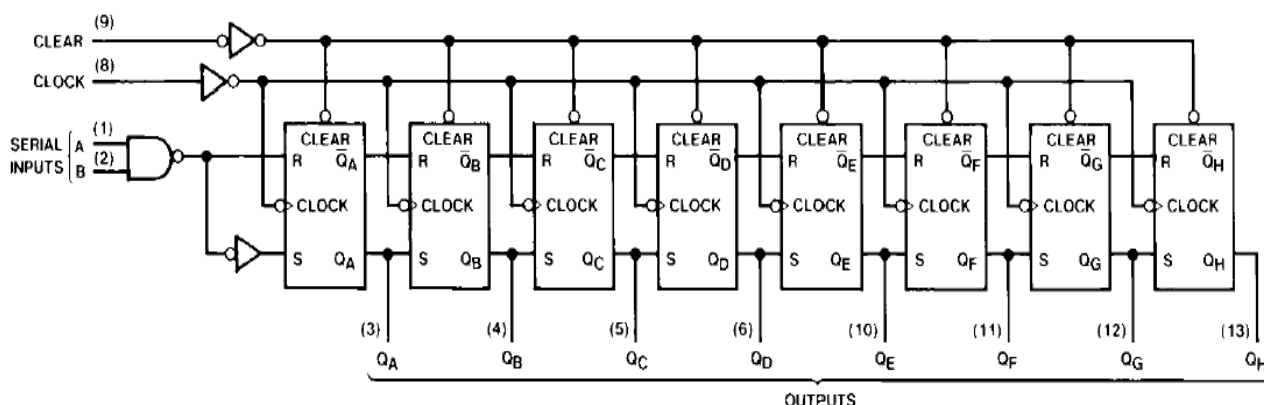 (9)
CLEAR
(8)
CLOCK
(1)
SERIAL A
INPUTS B
(2)
CLEAR CLEAR CLEAR CLEAR CLEAR CLEAR CLEAR CLEAR
R Q̅A R Q̅B R Q̅C R Q̅D R Q̅E R Q̅F R Q̅G R Q̅H
CLOCK CLOCK CLOCK CLOCK CLOCK CLOCK CLOCK CLOCK
S QA S QB S QC S QD S QE S QF S QG S QH
(3) (4) (5) (6) (10) (11) (12) (13)
QA QB QC QD QE QF QG QH
OUTPUTS